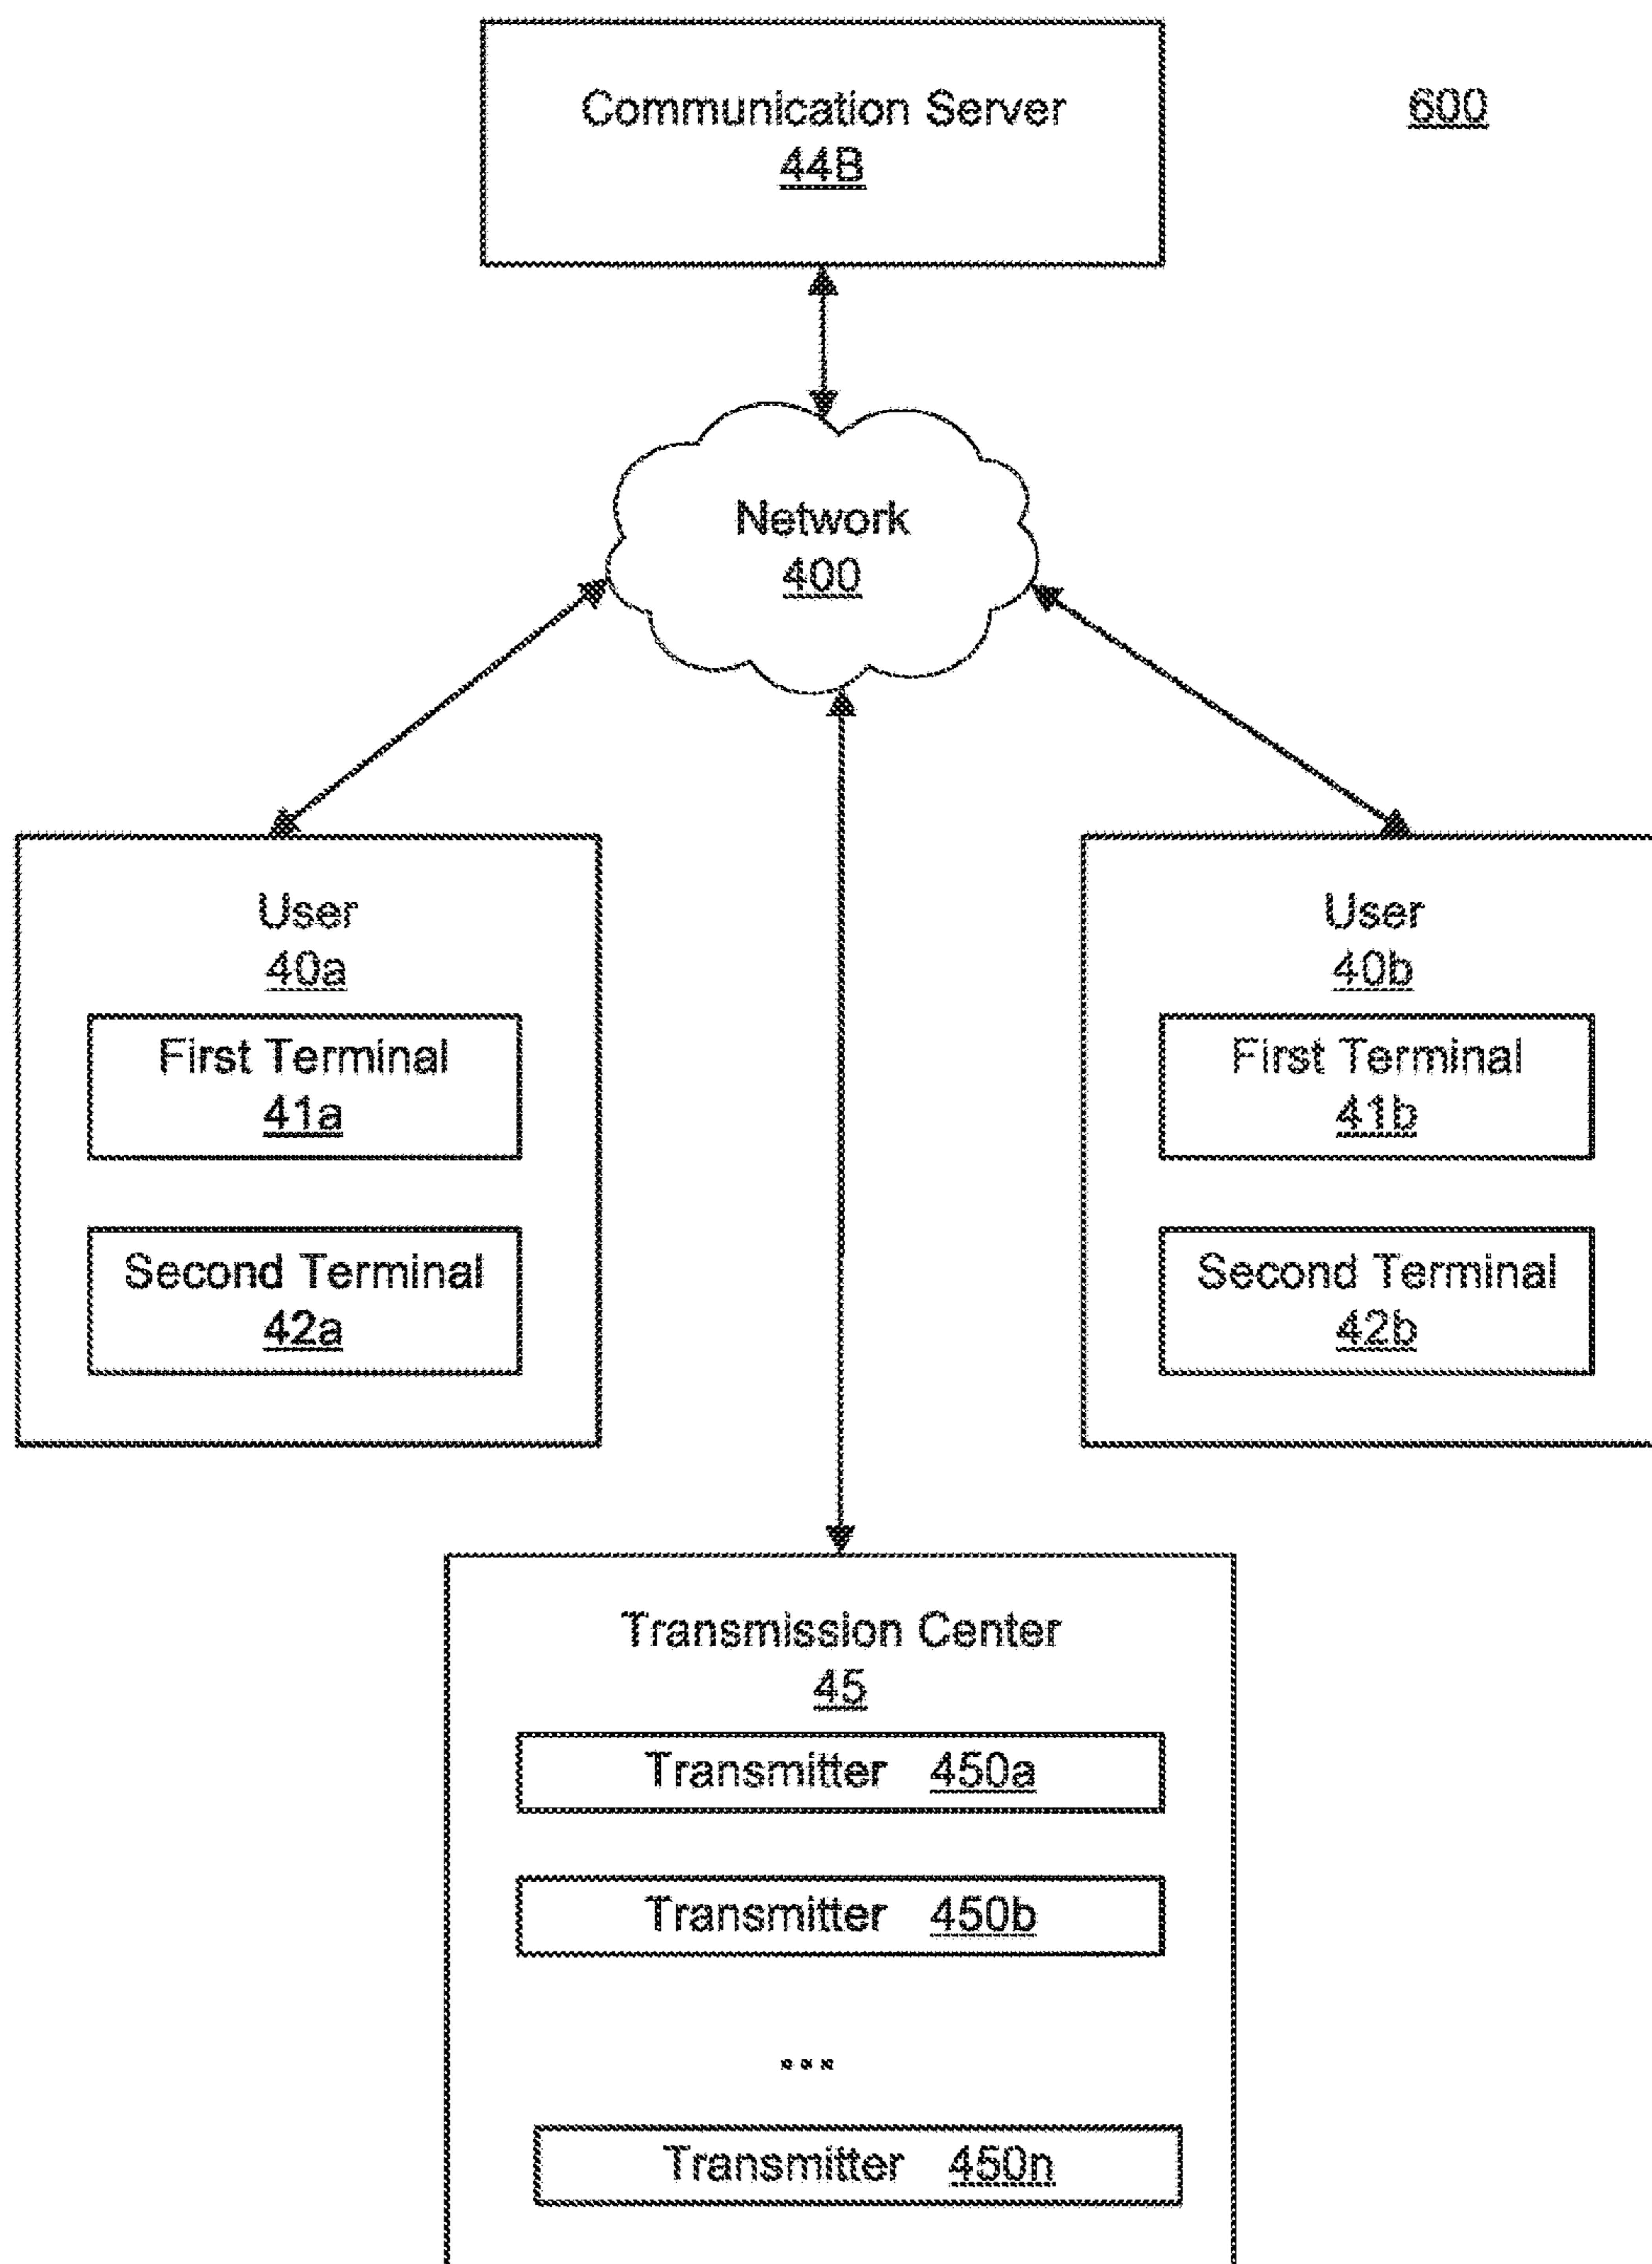 Communication Server
44B
600
Network
400
User
40a
First Terminal
41a
Second Terminal
42a
User
40b
First Terminal
41b
Second Terminal
42b
Transmission Center
45
Transmitter 450a
Transmitter 450b
...
Transmitter 450n